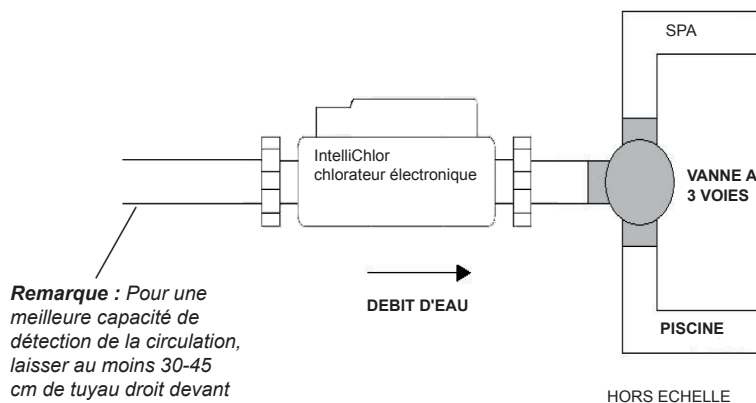 SPA
IntelliChlor
chlorateur électronique
VANNE A
3 VOIES
DEBIT D'EAU
Remarque : Pour une
meilleure capacité de
détection de la circulation,
laisser au moins 30-45
cm de tuyau droit devant
PISCINE
HORS ECHELLE